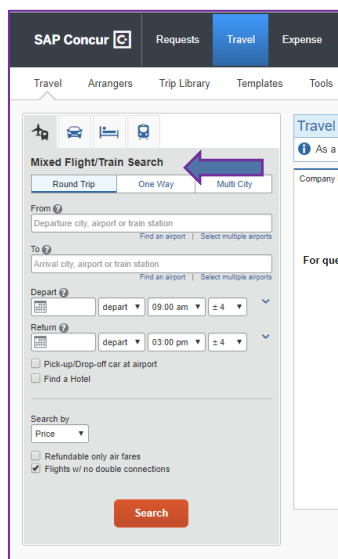 SAP Concur C Requests Travel Expense
Travel Arrangers Trip Library Templates Tools
Travel
As a
Company
For que
Mixed Flight/Train Search
Round Trip One Way Multi City
From ?
Departure city, airport or train station
Find an airport | Select multiple airports
To ?
Arrival city, airport or train station
Find an airport | Select multiple airports
Depart ?
depart ▼ 09:00 am ▼ ± 4 ▼
Return ?
depart ▼ 03:00 pm ▼ ± 4 ▼
Pick-up/Drop-off car at airport
Find a Hotel
Search by
Price ▼
Refundable only air fares
Flights w/ no double connections
Search